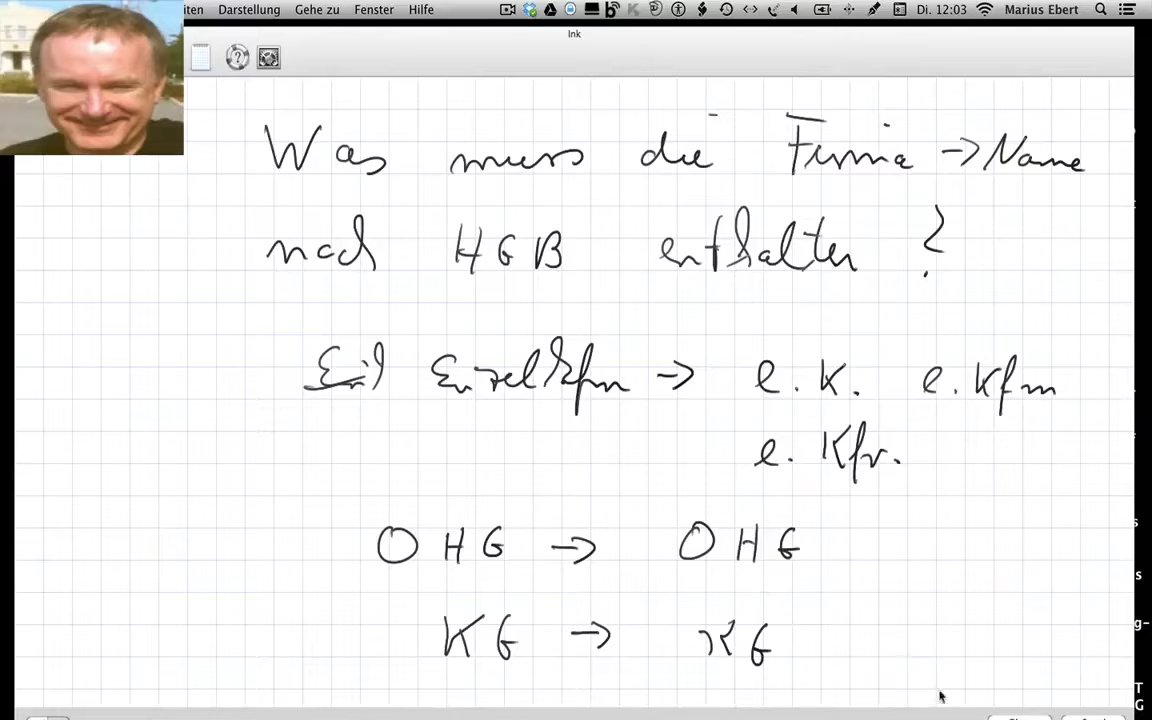 iten Darstellung Gehe zu Fenster Hilfe Di. 12:03 Marius Ebert
Ink
Was muss die Firma -> Name
nach HGB enthalten ?
Einzelkfm -> e. K. e. Kfm
e. Kfr.
OHG -> OHG
KG -> KG
s
s
g-
T
G